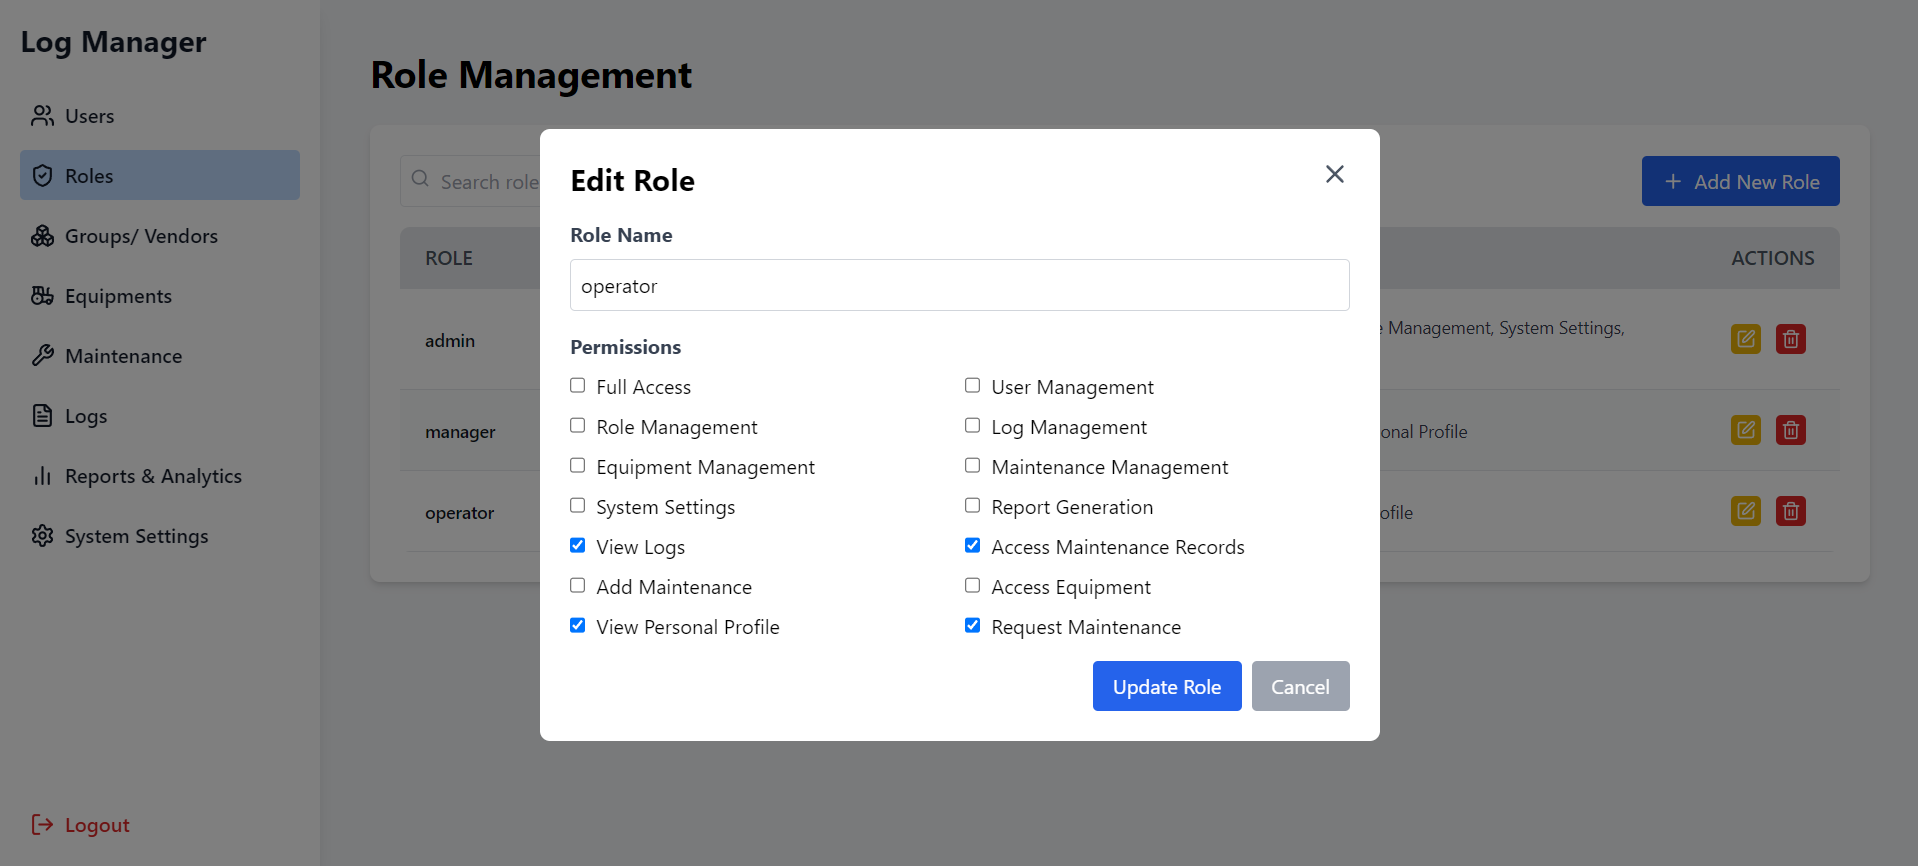 Log Manager
Users
Roles
Groups/ Vendors
Equipments
Maintenance
Logs
Reports & Analytics
System Settings
Logout
Role Management
Search role
Add New Role
ROLE
ACTIONS
admin
Management, System Settings,
manager
Profile
operator
Edit Role
Role Name
operator
Permissions
Full Access
User Management
Role Management
Log Management
Equipment Management
Maintenance Management
System Settings
Report Generation
View Logs
Access Maintenance Records
Add Maintenance
Access Equipment
View Personal Profile
Request Maintenance
Update Role
Cancel